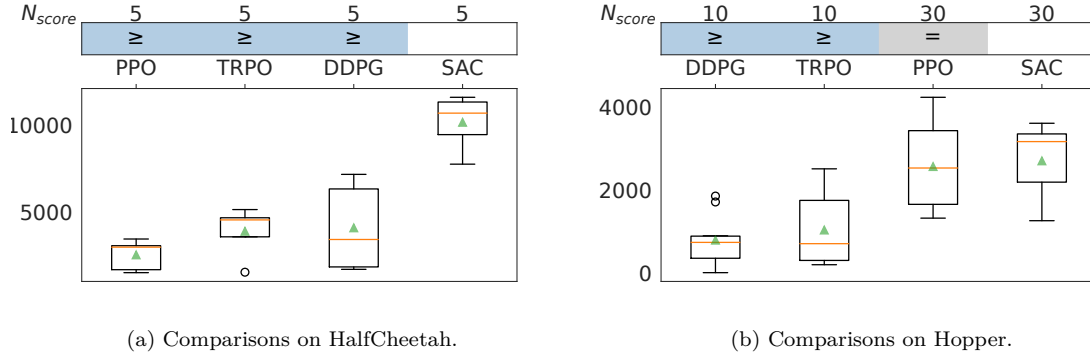 N_score 5 5 5 5
≥ ≥ ≥
PPO TRPO DDPG SAC
10000
5000
(a) Comparisons on HalfCheetah.
N_score 10 10 30 30
≥ ≥ =
DDPG TRPO PPO SAC
4000
2000
0
(b) Comparisons on Hopper.